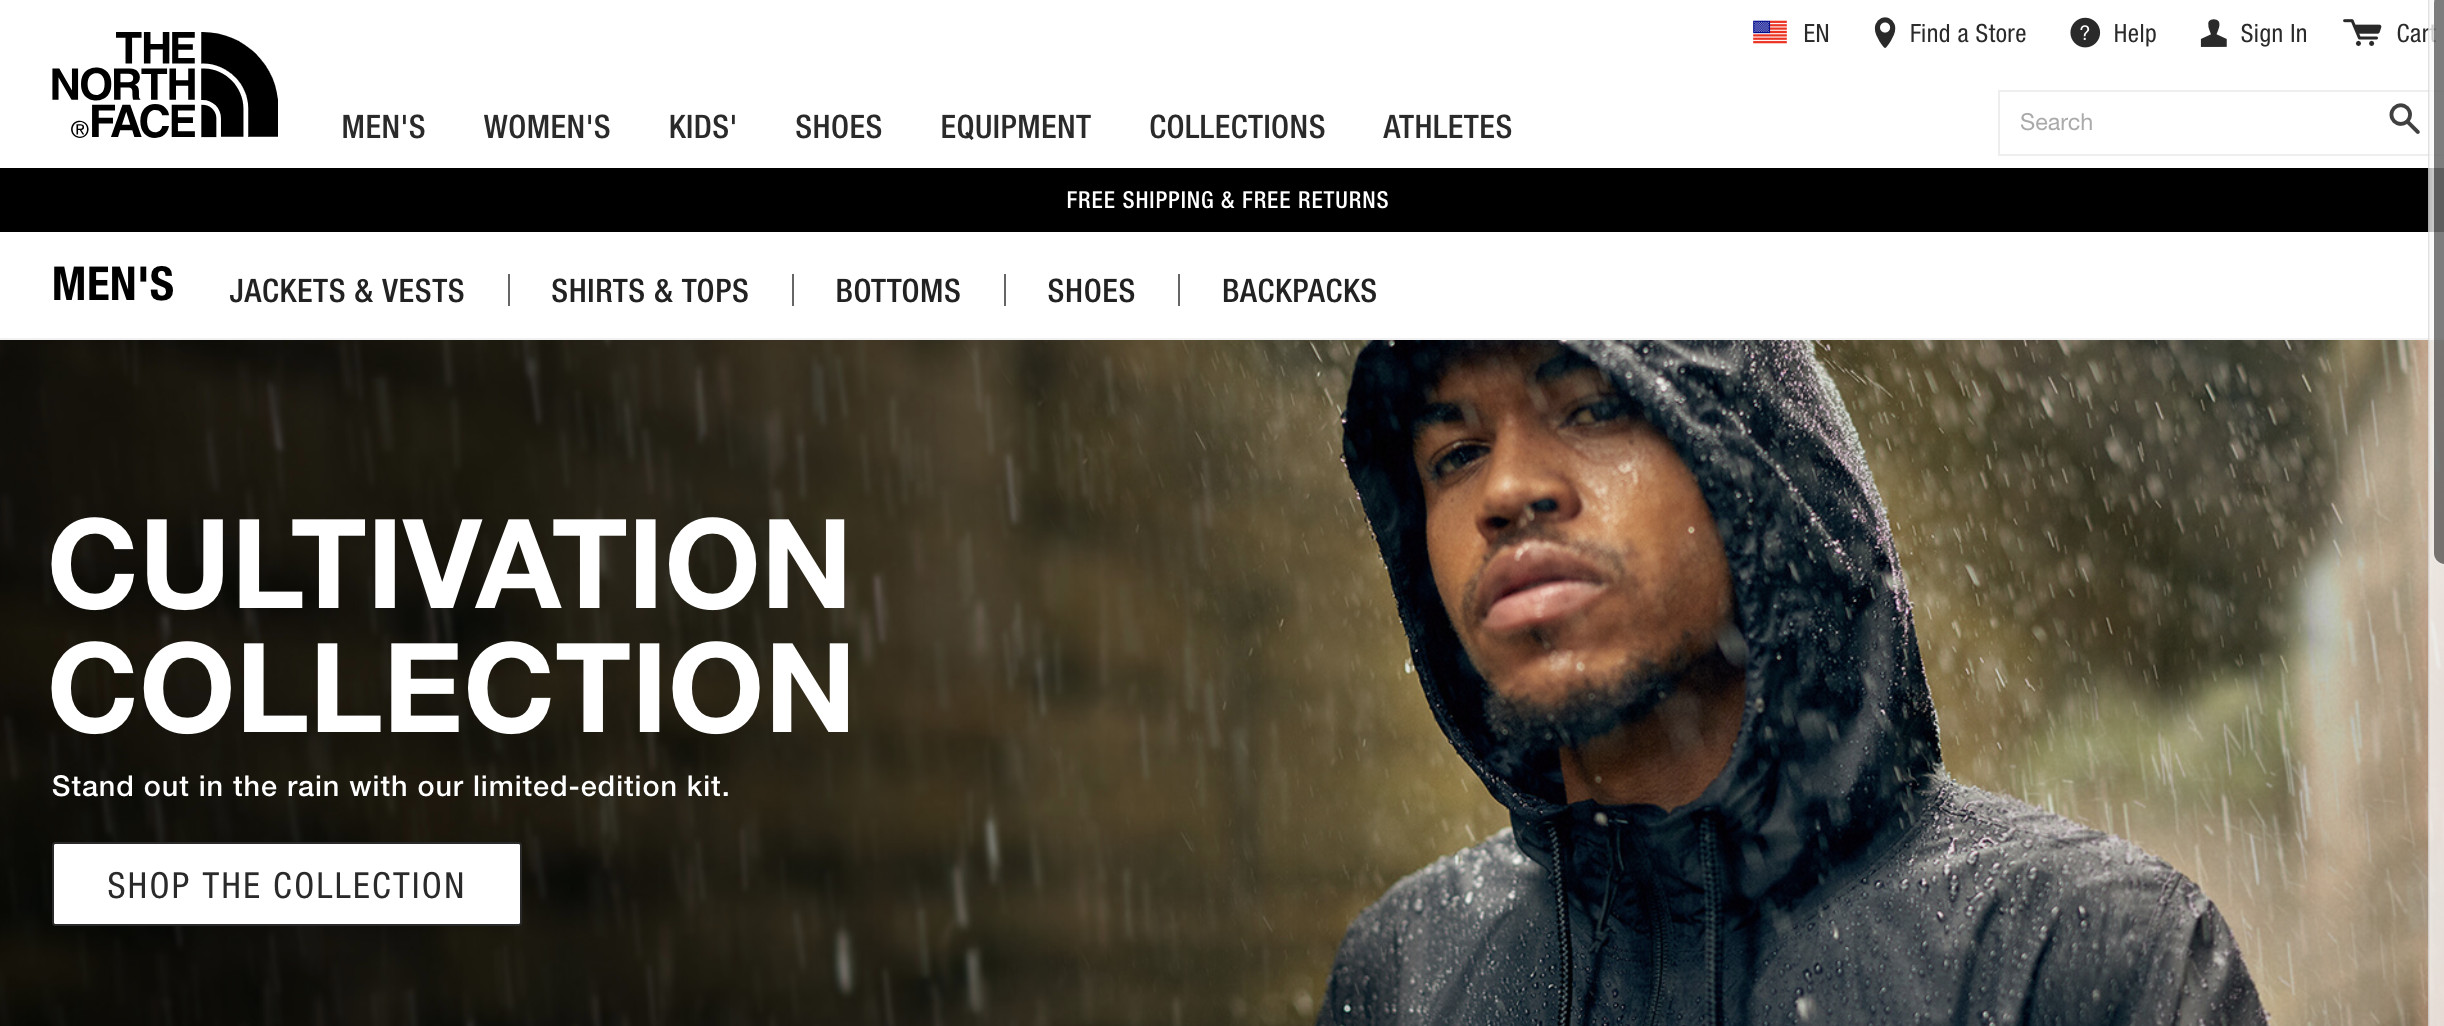 EN
Find a Store
? Help
Sign In
THE
NORTH
®FACE
MEN'S
WOMEN'S
KIDS'
SHOES
EQUIPMENT
COLLECTIONS
ATHLETES
Search
FREE SHIPPING & FREE RETURNS
MEN'S
JACKETS & VESTS
SHIRTS & TOPS
BOTTOMS
SHOES
BACKPACKS
CULTIVATION
COLLECTION
Stand out in the rain with our limited-edition kit.
SHOP THE COLLECTION